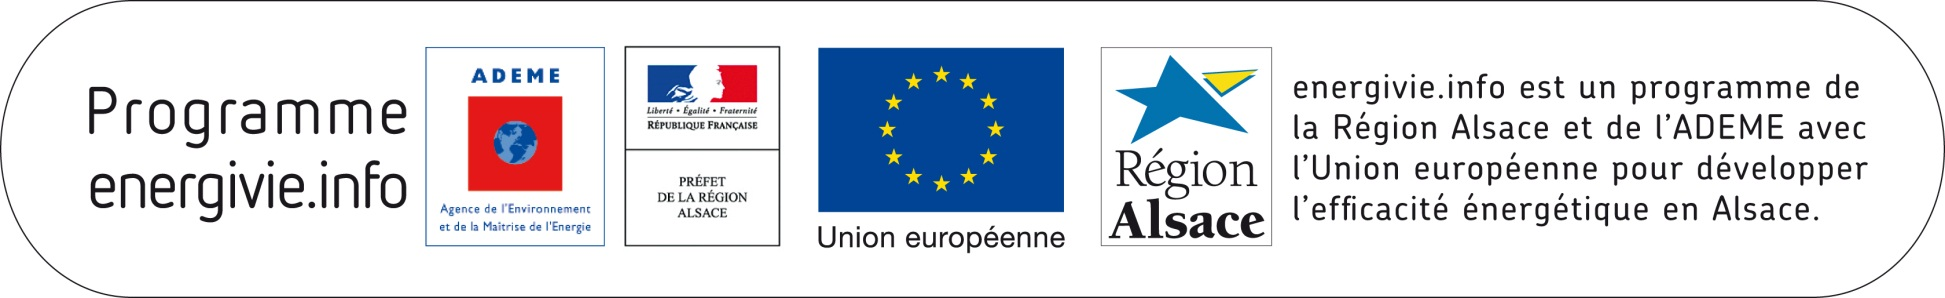 Programme
energivie.info
ADEME
Agence de l'Environnement
et de la Maîtrise de l'Energie
Liberté • Égalité • Fraternité
RÉPUBLIQUE FRANÇAISE
PRÉFET
DE LA RÉGION
ALSACE
Union européenne
Région
Alsace
energivie.info est un programme de
la Région Alsace et de l'ADEME avec
l'Union européenne pour développer
l'efficacité énergétique en Alsace.